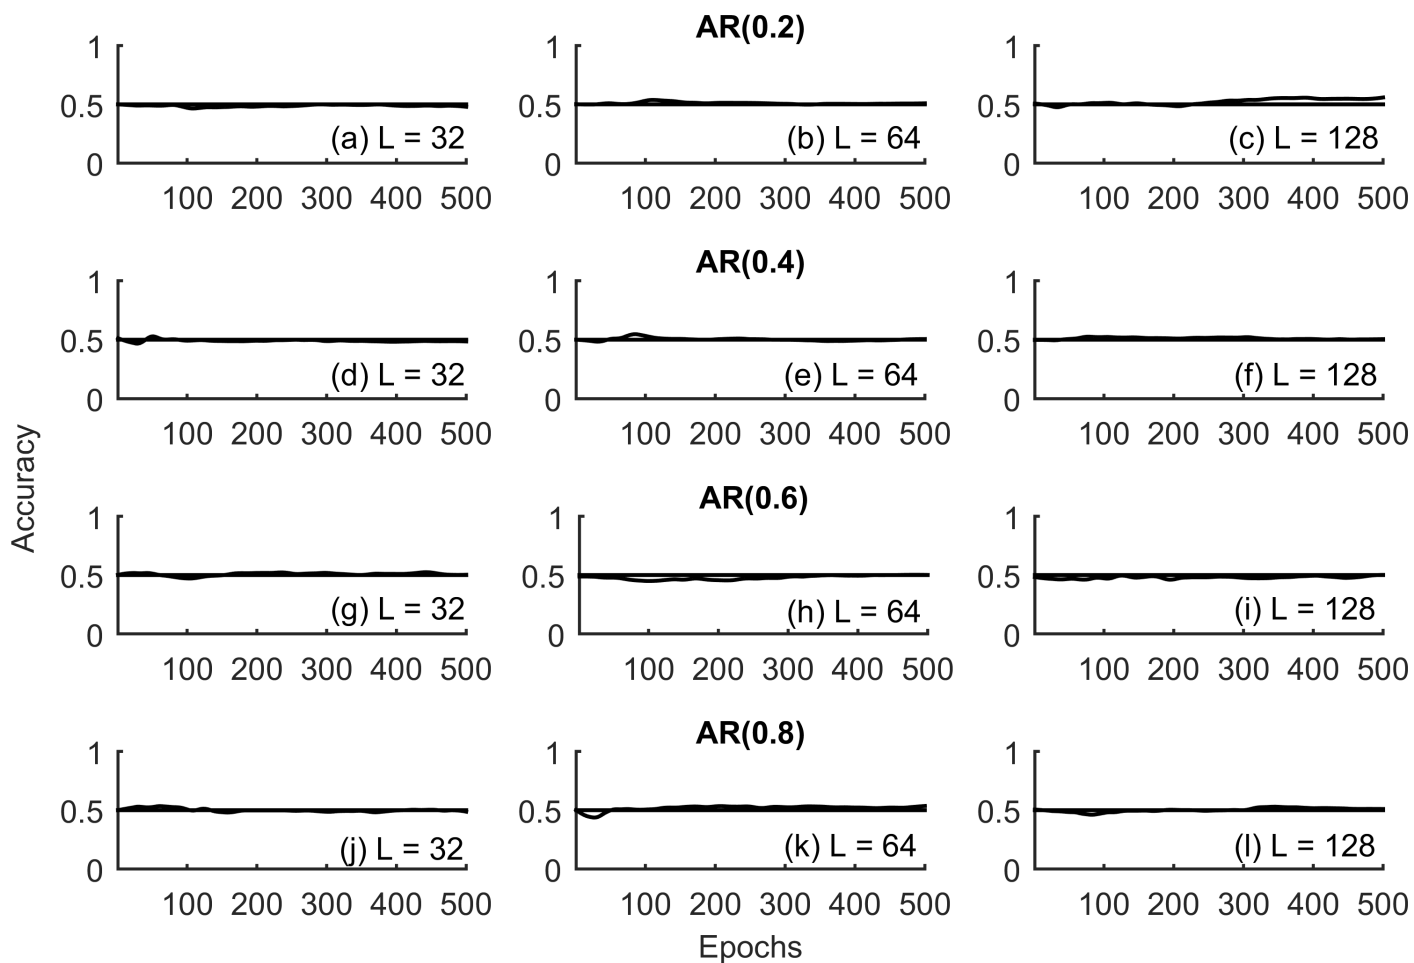 AR(0.2)
1
0.5
0
(a) L = 32
100 200 300 400 500
1
0.5
0
(b) L = 64
100 200 300 400 500
1
0.5
0
(c) L = 128
100 200 300 400 500
AR(0.4)
1
0.5
0
(d) L = 32
100 200 300 400 500
1
0.5
0
(e) L = 64
100 200 300 400 500
1
0.5
0
(f) L = 128
100 200 300 400 500
Accuracy
AR(0.6)
1
0.5
0
(g) L = 32
100 200 300 400 500
1
0.5
0
(h) L = 64
100 200 300 400 500
1
0.5
0
(i) L = 128
100 200 300 400 500
AR(0.8)
1
0.5
0
(j) L = 32
100 200 300 400 500
1
0.5
0
(k) L = 64
100 200 300 400 500
1
0.5
0
(l) L = 128
100 200 300 400 500
Epochs